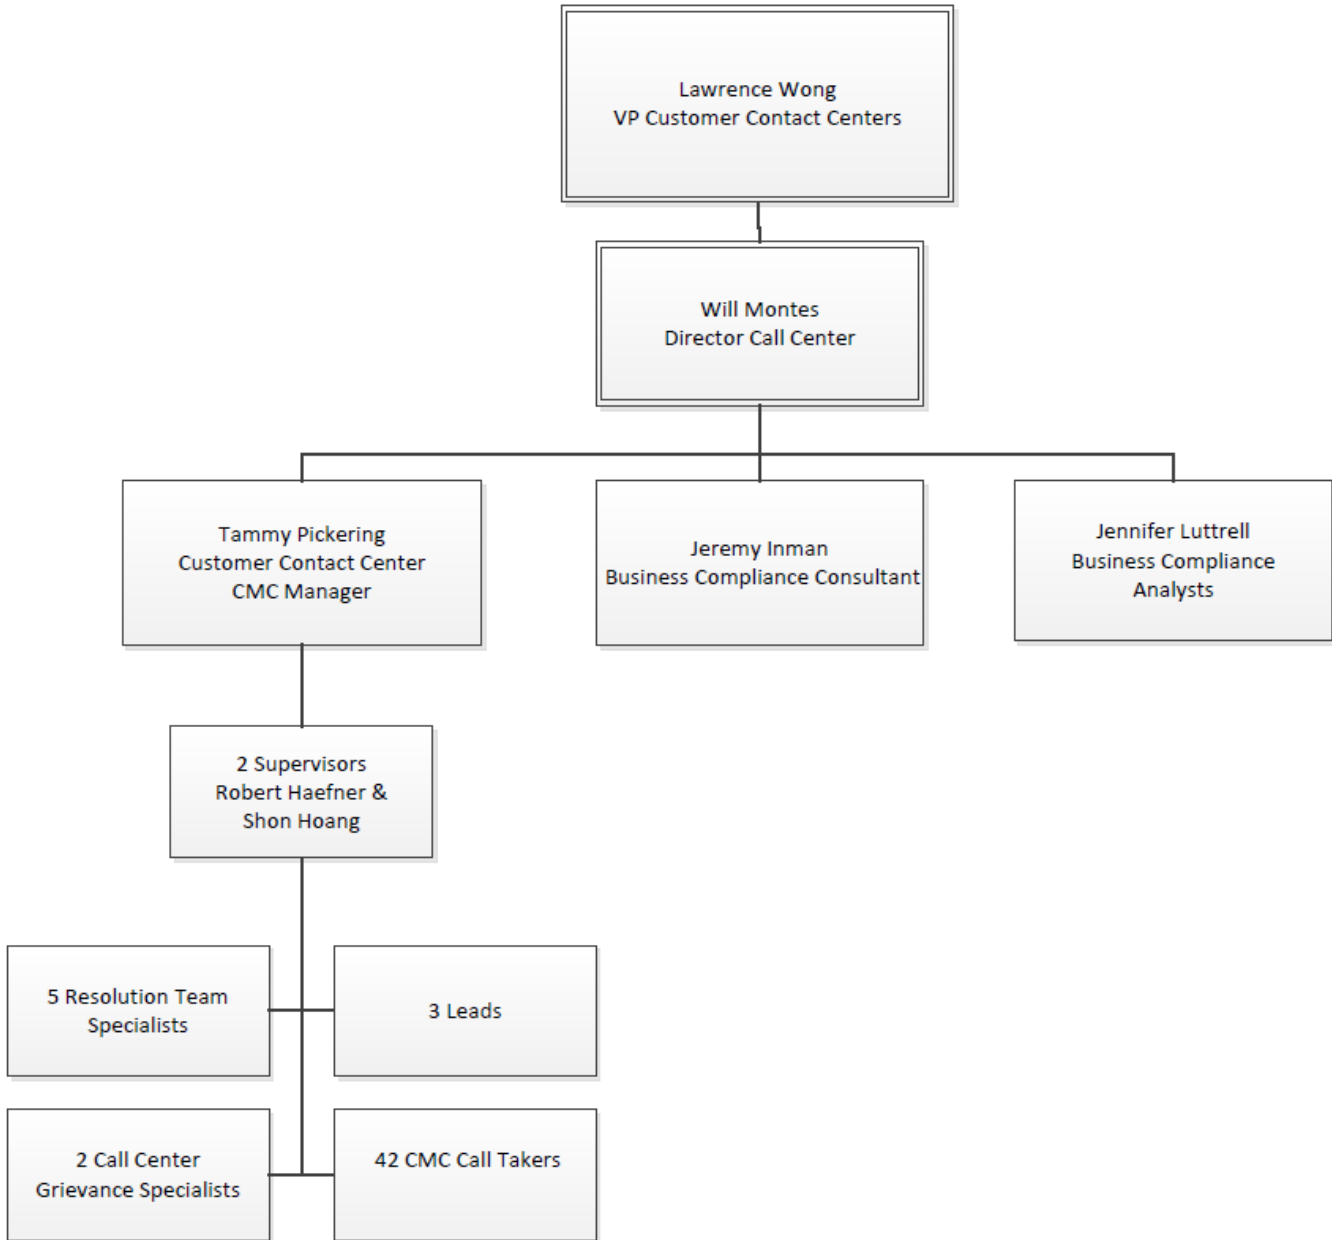 Lawrence Wong
VP Customer Contact Centers
Will Montes
Director Call Center
Tammy Pickering
Customer Contact Center
CMC Manager
Jeremy Inman
Business Compliance Consultant
Jennifer Luttrell
Business Compliance
Analysts
2 Supervisors
Robert Haefner &
Shon Hoang
5 Resolution Team
Specialists
3 Leads
2 Call Center
Grievance Specialists
42 CMC Call Takers